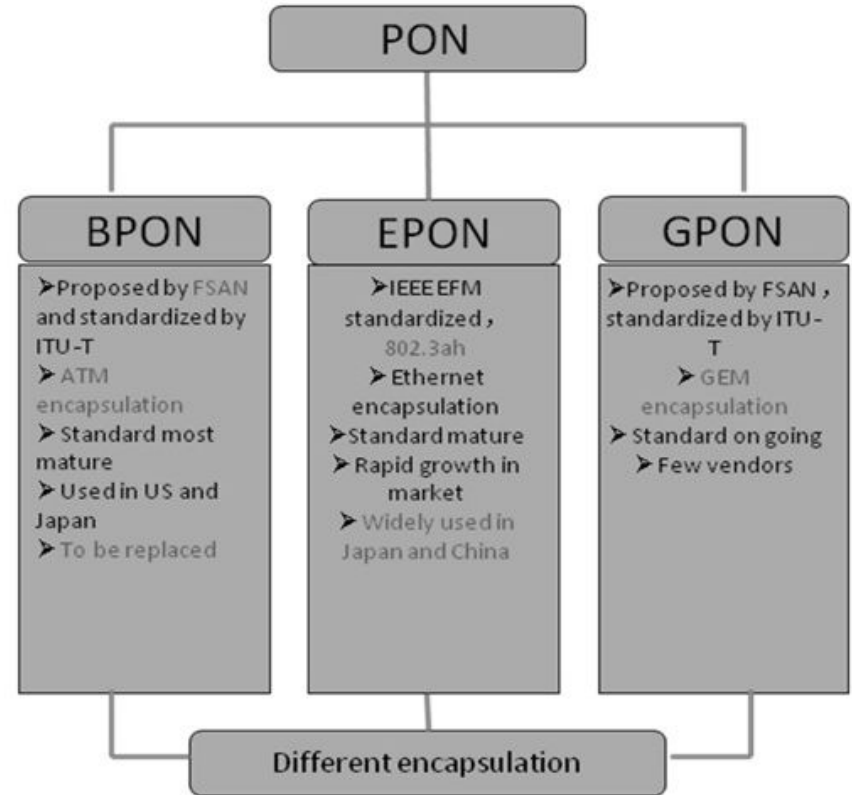 PON
BPON
➤Proposed by FSAN
and standardized by
ITU-T
➤ ATM
encapsulation
➤ Standard most
mature
➤ Used in US and
Japan
➤ To be replaced
EPON
➤IEEE EFM
standardized，
802.3ah
➤ Ethernet
encapsulation
➤Standard mature
➤ Rapid growth in
market
➤ Widely used in
Japan and China
GPON
➤Proposed by FSAN，
standardized by ITU-
T
➤ GEM
encapsulation
➤ Standard on going
➤ Few vendors
Different encapsulation